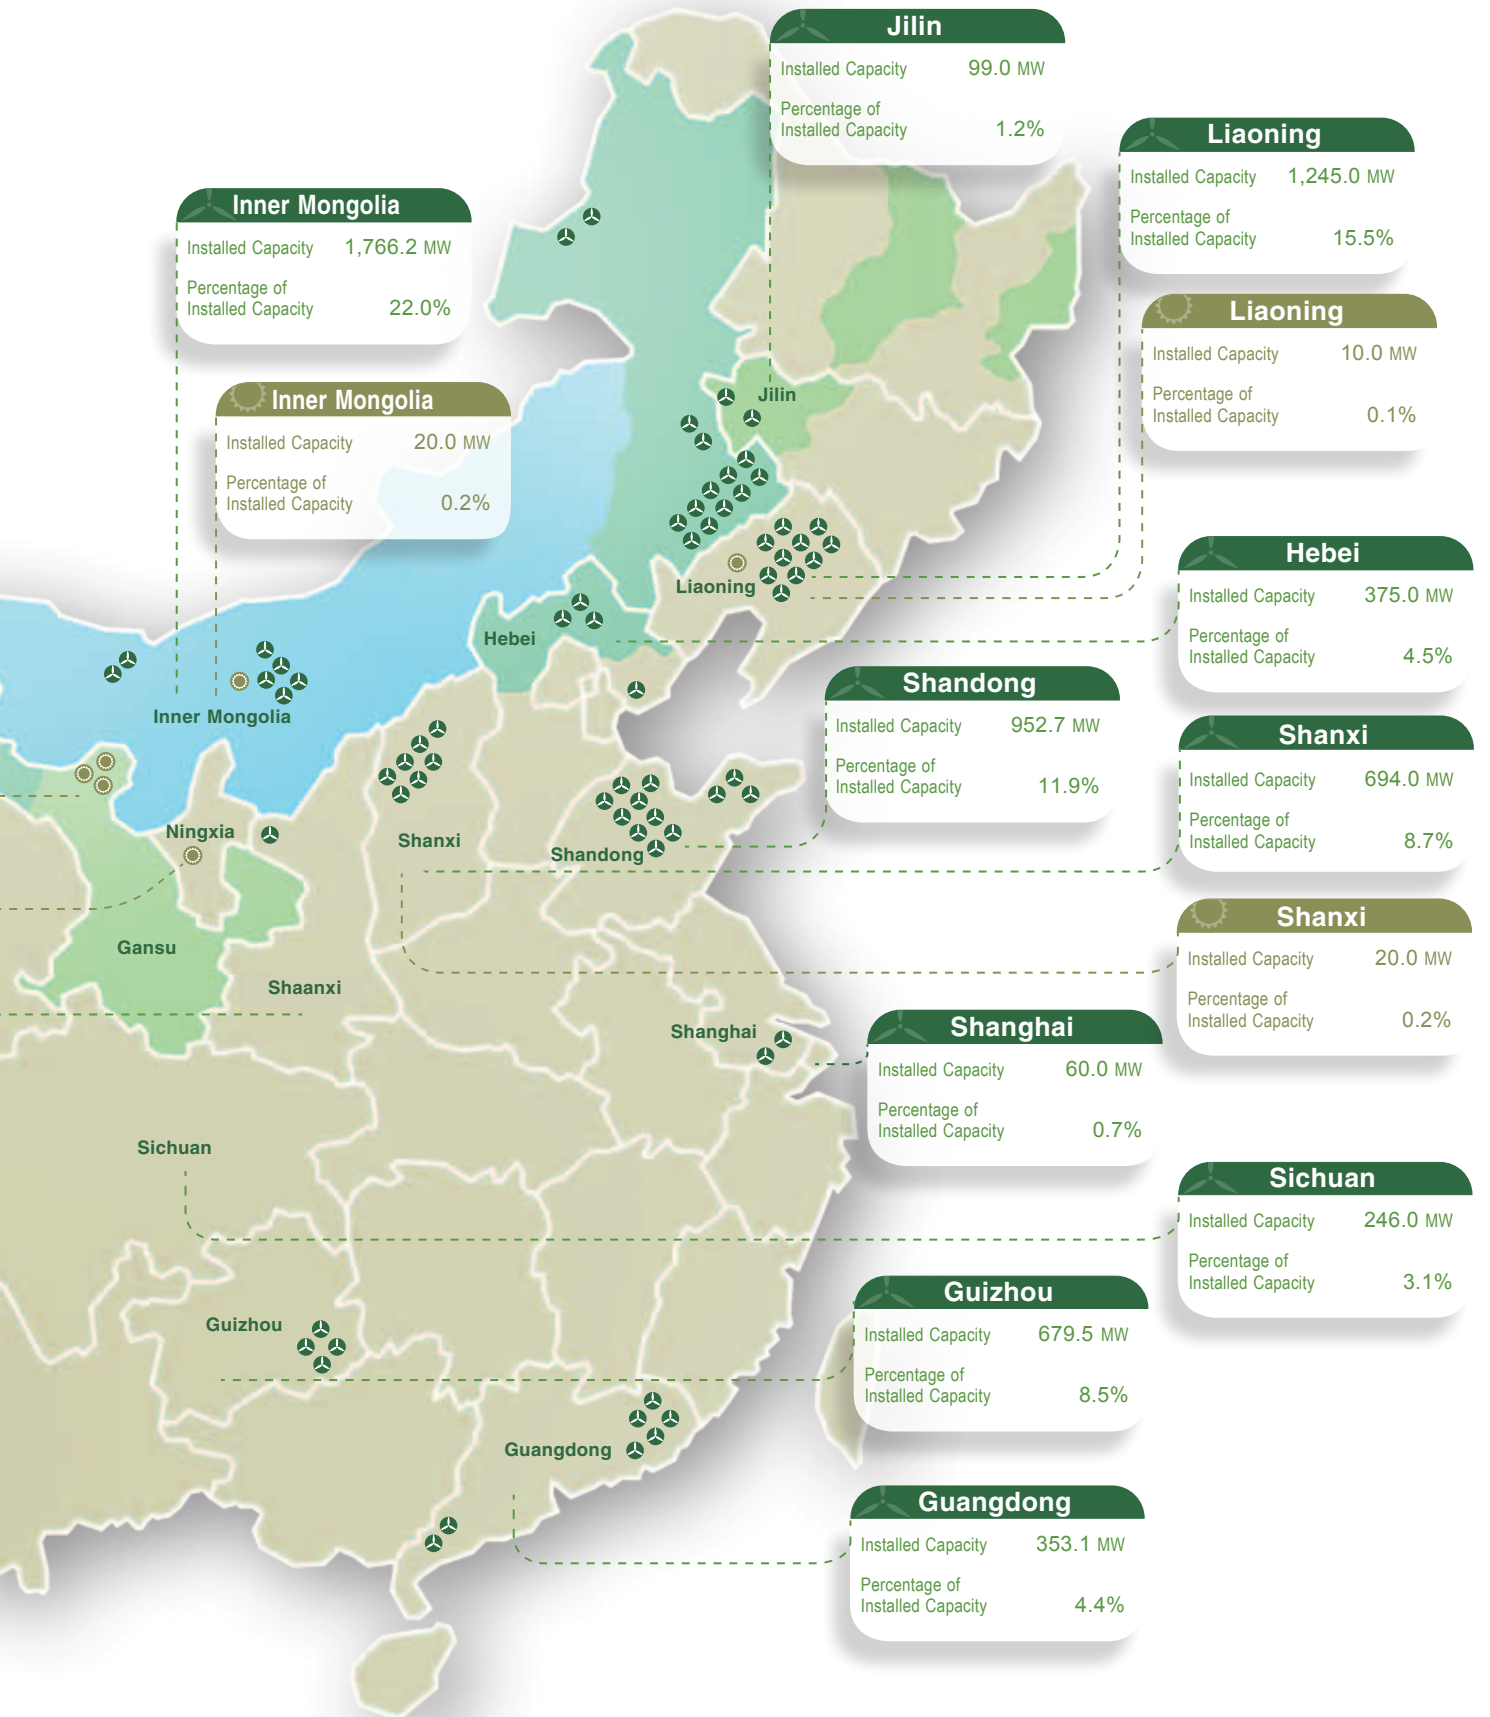 Jilin
Installed Capacity 99.0 MW
Percentage of
Installed Capacity 1.2%
Liaoning
Installed Capacity 1,245.0 MW
Percentage of
Installed Capacity 15.5%
Inner Mongolia
Installed Capacity 1,766.2 MW
Percentage of
Installed Capacity 22.0%
Liaoning
Installed Capacity 10.0 MW
Percentage of
Installed Capacity 0.1%
Inner Mongolia
Installed Capacity 20.0 MW
Percentage of
Installed Capacity 0.2%
Jilin
Liaoning
Hebei
Installed Capacity 375.0 MW
Percentage of
Installed Capacity 4.5%
Hebei
Inner Mongolia
Shandong
Installed Capacity 952.7 MW
Percentage of
Installed Capacity 11.9%
Shanxi
Installed Capacity 694.0 MW
Percentage of
Installed Capacity 8.7%
Ningxia
Shanxi
Shandong
Gansu
Shaanxi
Shanxi
Installed Capacity 20.0 MW
Percentage of
Installed Capacity 0.2%
Shanghai
Shanghai
Installed Capacity 60.0 MW
Percentage of
Installed Capacity 0.7%
Sichuan
Sichuan
Installed Capacity 246.0 MW
Percentage of
Installed Capacity 3.1%
Guizhou
Guizhou
Installed Capacity 679.5 MW
Percentage of
Installed Capacity 8.5%
Guangdong
Guangdong
Installed Capacity 353.1 MW
Percentage of
Installed Capacity 4.4%